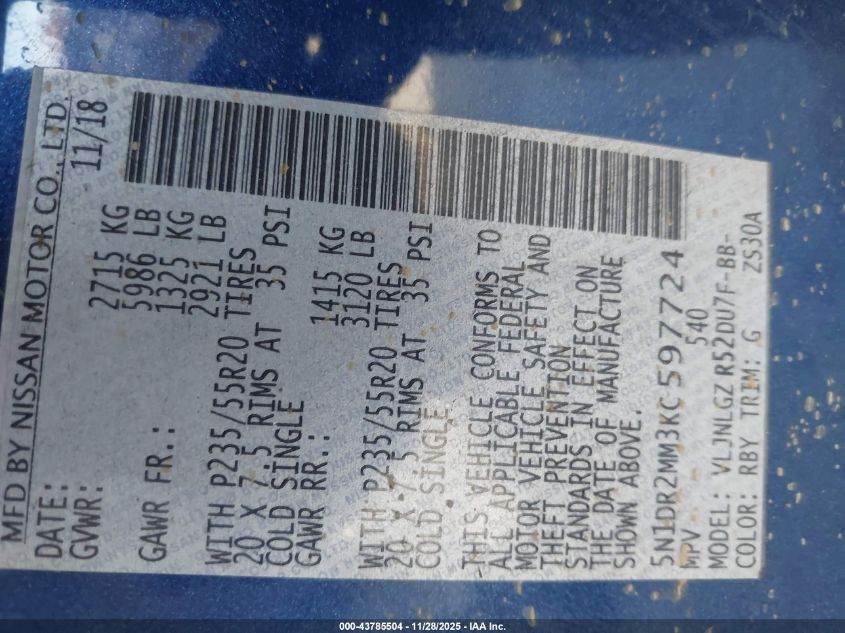 MFD BY NISSAN MOTOR CO., LTD.
DATE: 11/18
GVWR: 2715 KG
5986 LB
GAWR FR.: 1325 KG
2921 LB
WITH P235/55R20 TIRES
20 X 7.5 RIMS AT 35 PSI
COLD SINGLE
GAWR RR.: 1415 KG
3120 LB
WITH P235/55R20 TIRES
20 X 7.5 RIMS AT 35 PSI
COLD SINGLE
THIS VEHICLE CONFORMS TO
ALL APPLICABLE FEDERAL
MOTOR VEHICLE SAFETY AND
THEFT PREVENTION
STANDARDS IN EFFECT ON
THE DATE OF MANUFACTURE
SHOWN ABOVE.
5N1DR2MM3KC597724
MPV 540
MODEL: VLJNLGZ R52DU7F-BB-
COLOR: RBY TRIM: G ZS30A
000-43785504 - 11/28/2025 - IAA Inc.